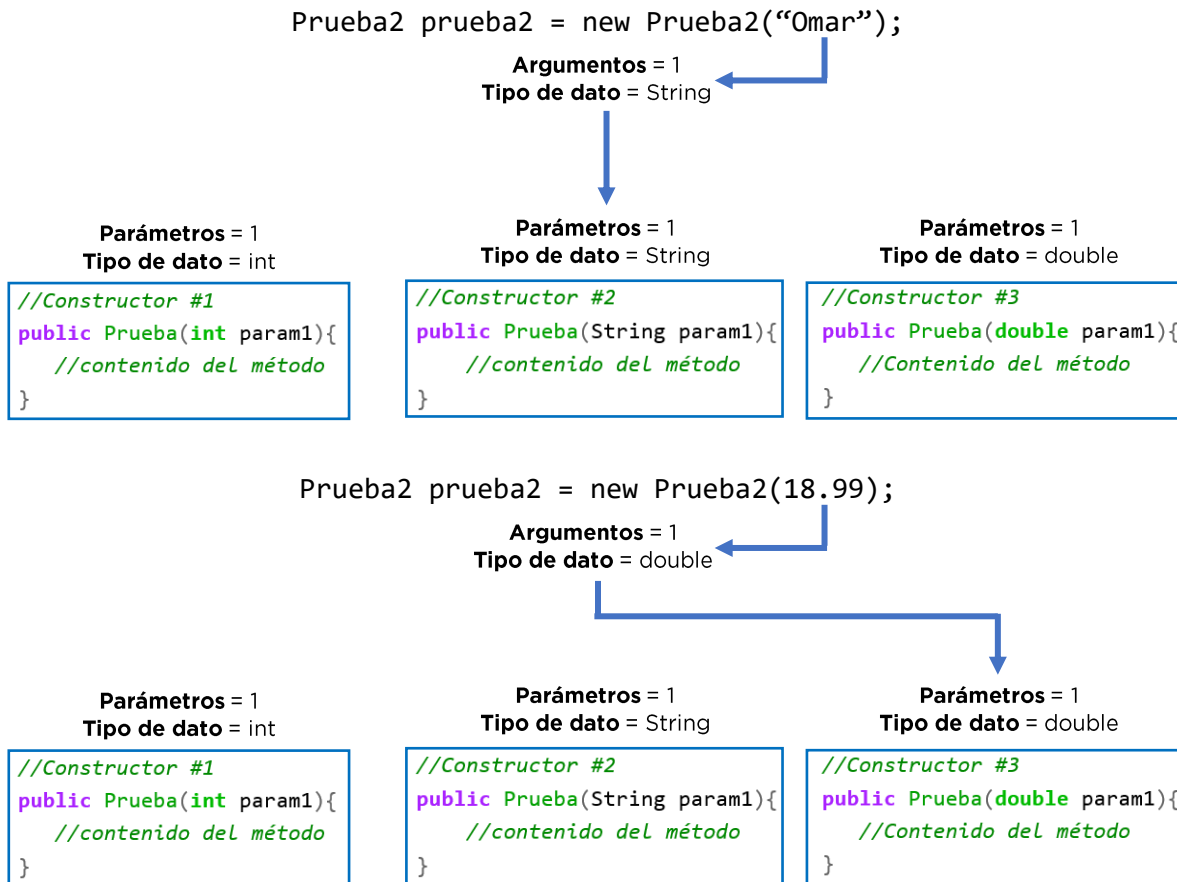 Prueba2 prueba2 = new Prueba2(“Omar”);
Argumentos = 1
Tipo de dato = String
Parámetros = 1
Tipo de dato = int
//Constructor #1
public Prueba(int param1){
//contenido del método
}
Parámetros = 1
Tipo de dato = String
//Constructor #2
public Prueba(String param1){
//contenido del método
}
Parámetros = 1
Tipo de dato = double
//Constructor #3
public Prueba(double param1){
//Contenido del método
}
Prueba2 prueba2 = new Prueba2(18.99);
Argumentos = 1
Tipo de dato = double
Parámetros = 1
Tipo de dato = int
//Constructor #1
public Prueba(int param1){
//contenido del método
}
Parámetros = 1
Tipo de dato = String
//Constructor #2
public Prueba(String param1){
//contenido del método
}
Parámetros = 1
Tipo de dato = double
//Constructor #3
public Prueba(double param1){
//Contenido del método
}